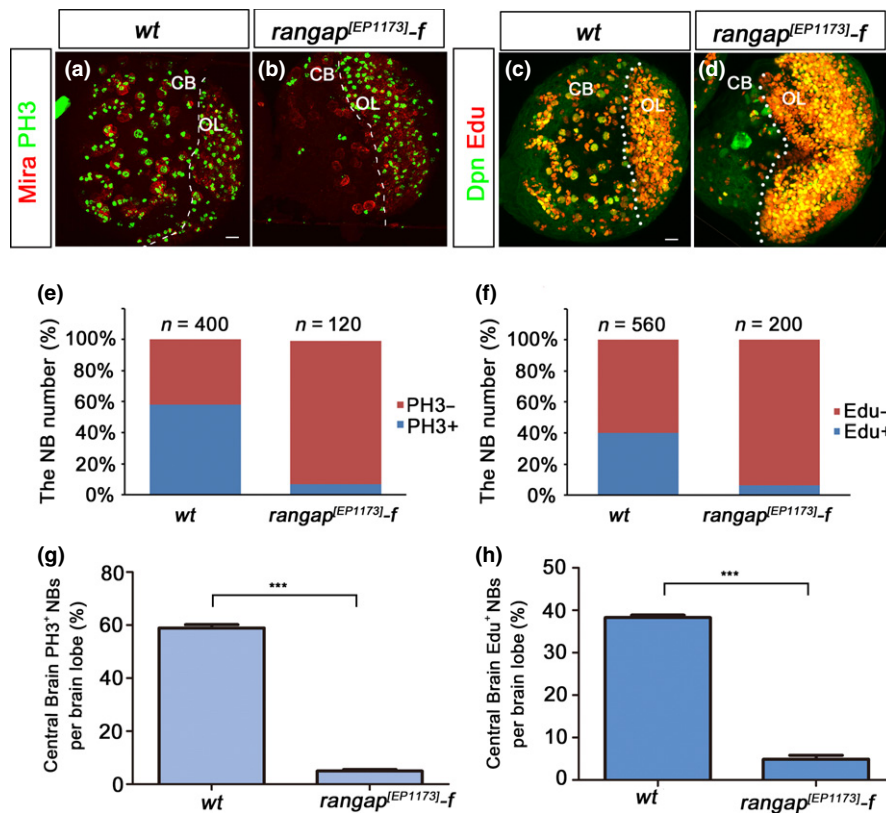 wt
rangap[EP1173]-f
wt
rangap[EP1173]-f
Mira PH3
(a)
CB
OL
(b)
CB
OL
Dpn Edu
(c)
CB
OL
(d)
CB
OL
(e)
The NB number (%)
n = 400
n = 120
100%
80%
60%
40%
20%
0%
PH3–
PH3+
wt
rangap[EP1173]-f
(f)
The NB number (%)
n = 560
n = 200
100%
80%
60%
40%
20%
0%
Edu-
Edu+
wt
rangap[EP1173]-f
(g)
Central Brain PH3+ NBs
per brain lobe (%)
80
60
40
20
0
***
wt
rangap[EP1173]-f
(h)
Central Brain Edu+ NBs
per brain lobe (%)
50
40
30
20
10
0
***
wt
rangap[EP1173]-f